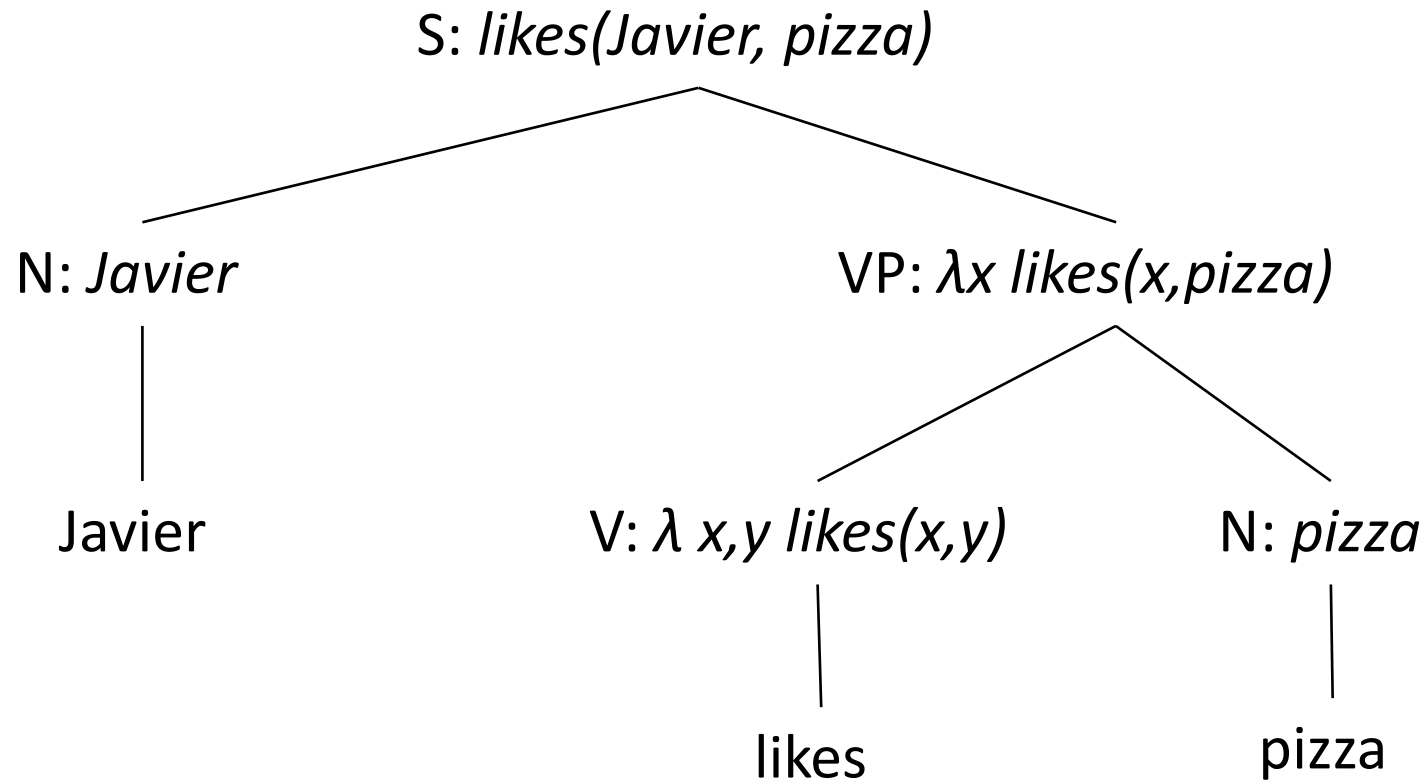 S: likes(Javier, pizza)
N: Javier
VP: λx likes(x,pizza)
Javier
V: λ x,y likes(x,y)
N: pizza
likes
pizza